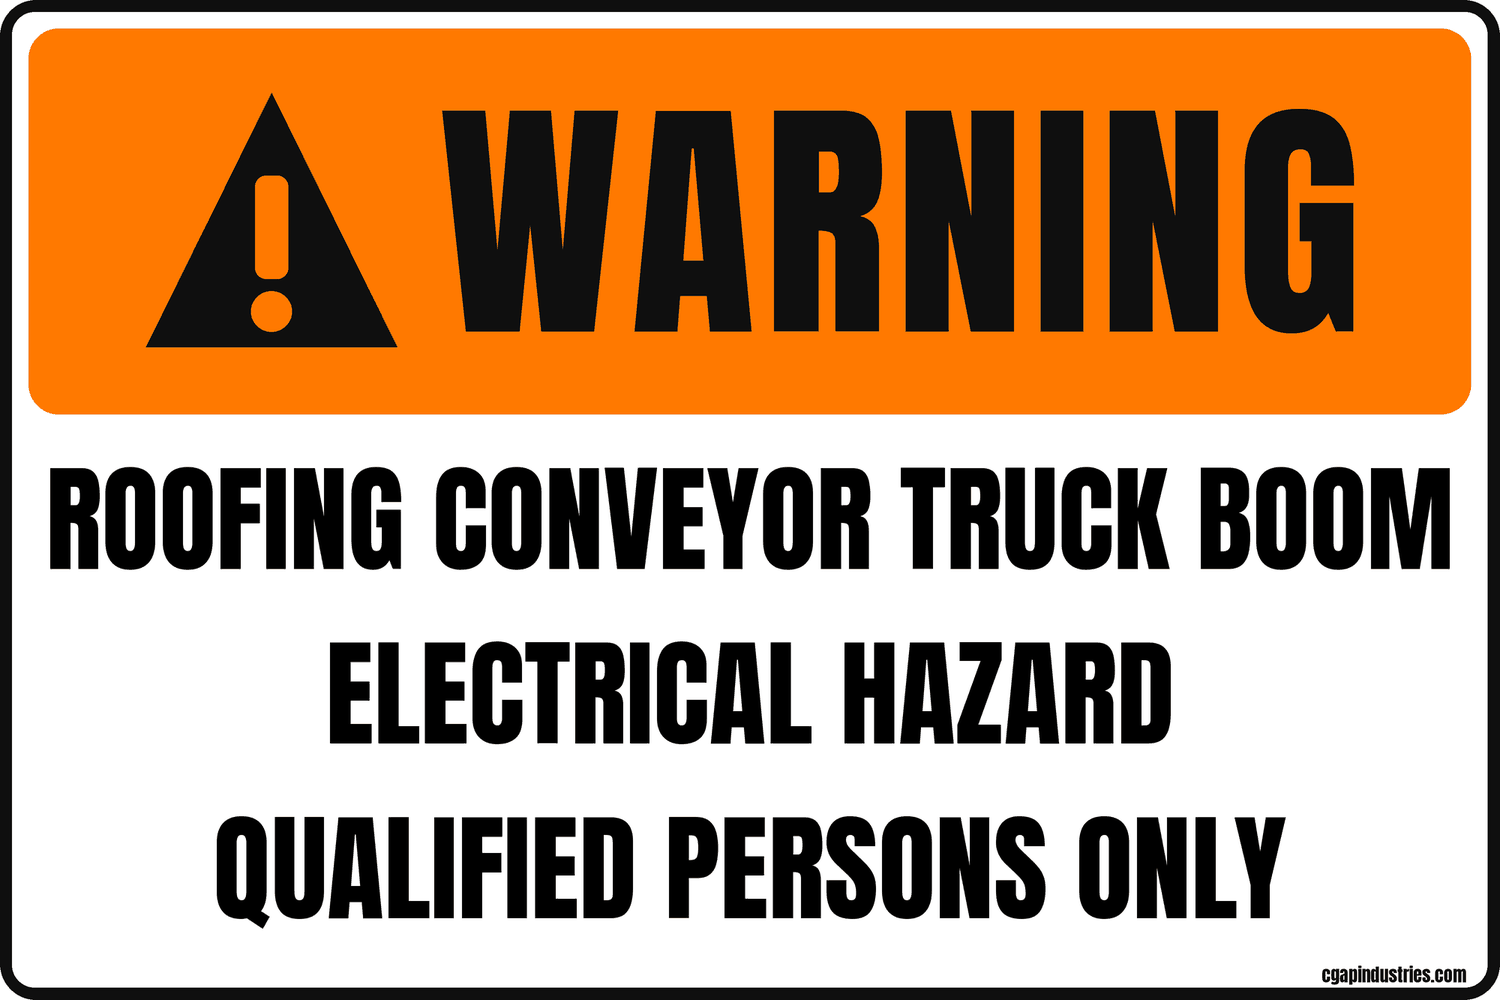 WARNING
ROOFING CONVEYOR TRUCK BOOM
ELECTRICAL HAZARD
QUALIFIED PERSONS ONLY
cgapindustries.com